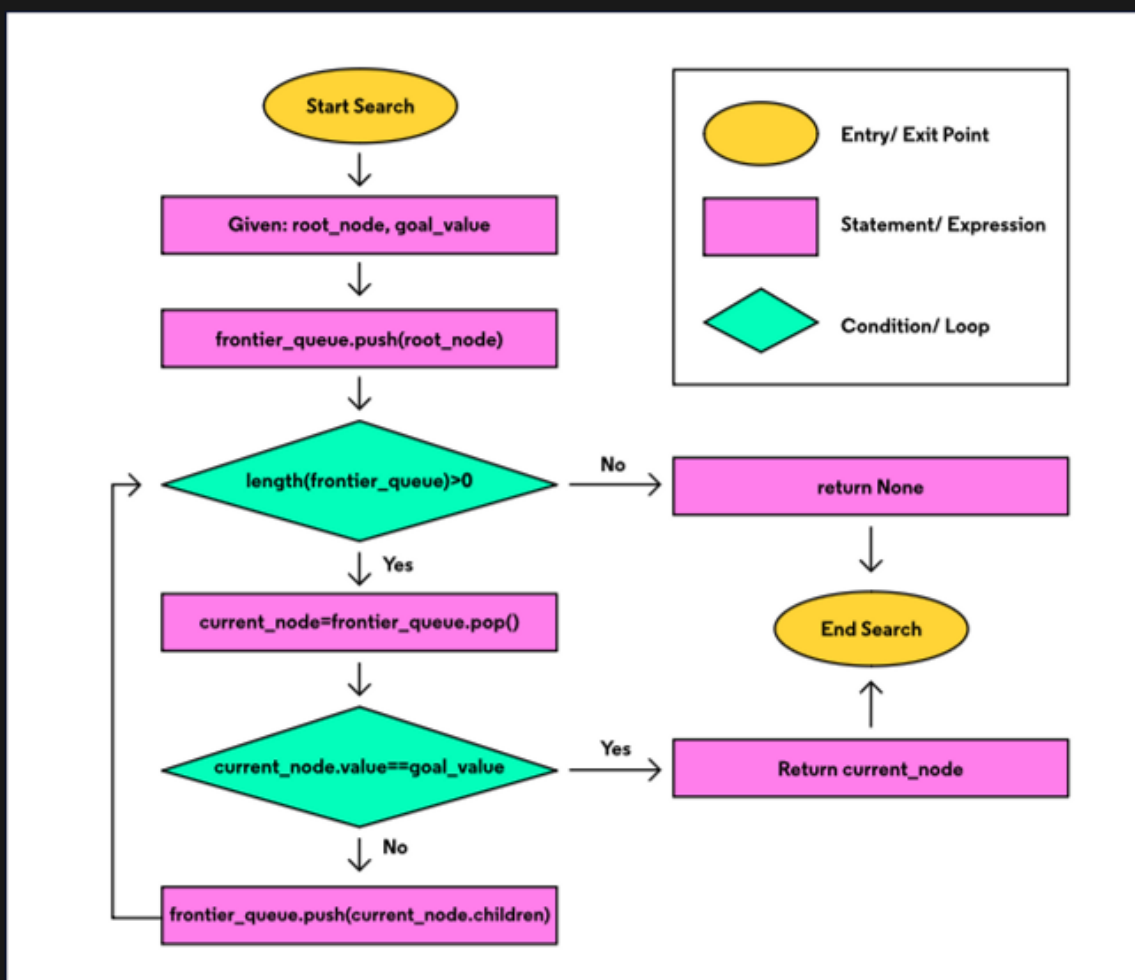 Start Search
Given: root_node, goal_value
frontier_queue.push(root_node)
length(frontier_queue)>0
No
return None
Yes
current_node=frontier_queue.pop()
End Search
current_node.value==goal_value
Yes
Return current_node
No
frontier_queue.push(current_node.children)
Entry/ Exit Point
Statement/ Expression
Condition/ Loop